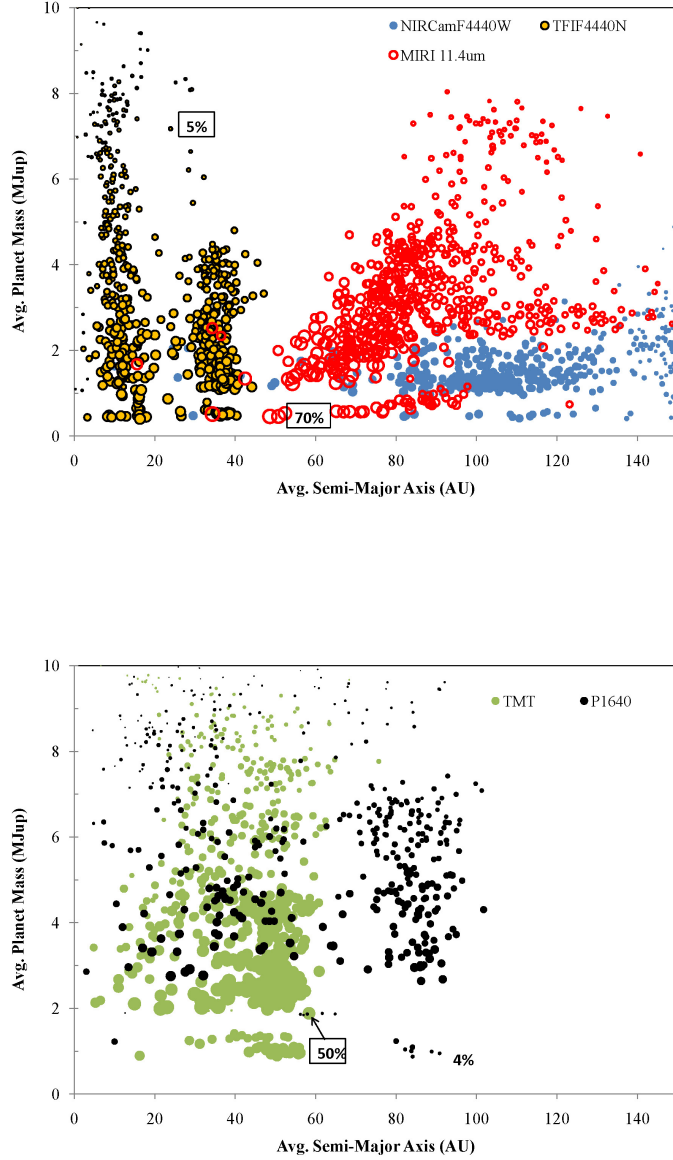 10
NIRCamF4440W TFIF4440N
MIRI 11.4um
8
5%
6
Avg. Planet Mass (MJup)
4
2
70%
0
0 20 40 60 80 100 120 140
Avg. Semi-Major Axis (AU)
10
TMT P1640
8
6
Avg. Planet Mass (MJup)
4
2
50%
4%
0
0 20 40 60 80 100 120 140
Avg. Semi-Major Axis (AU)